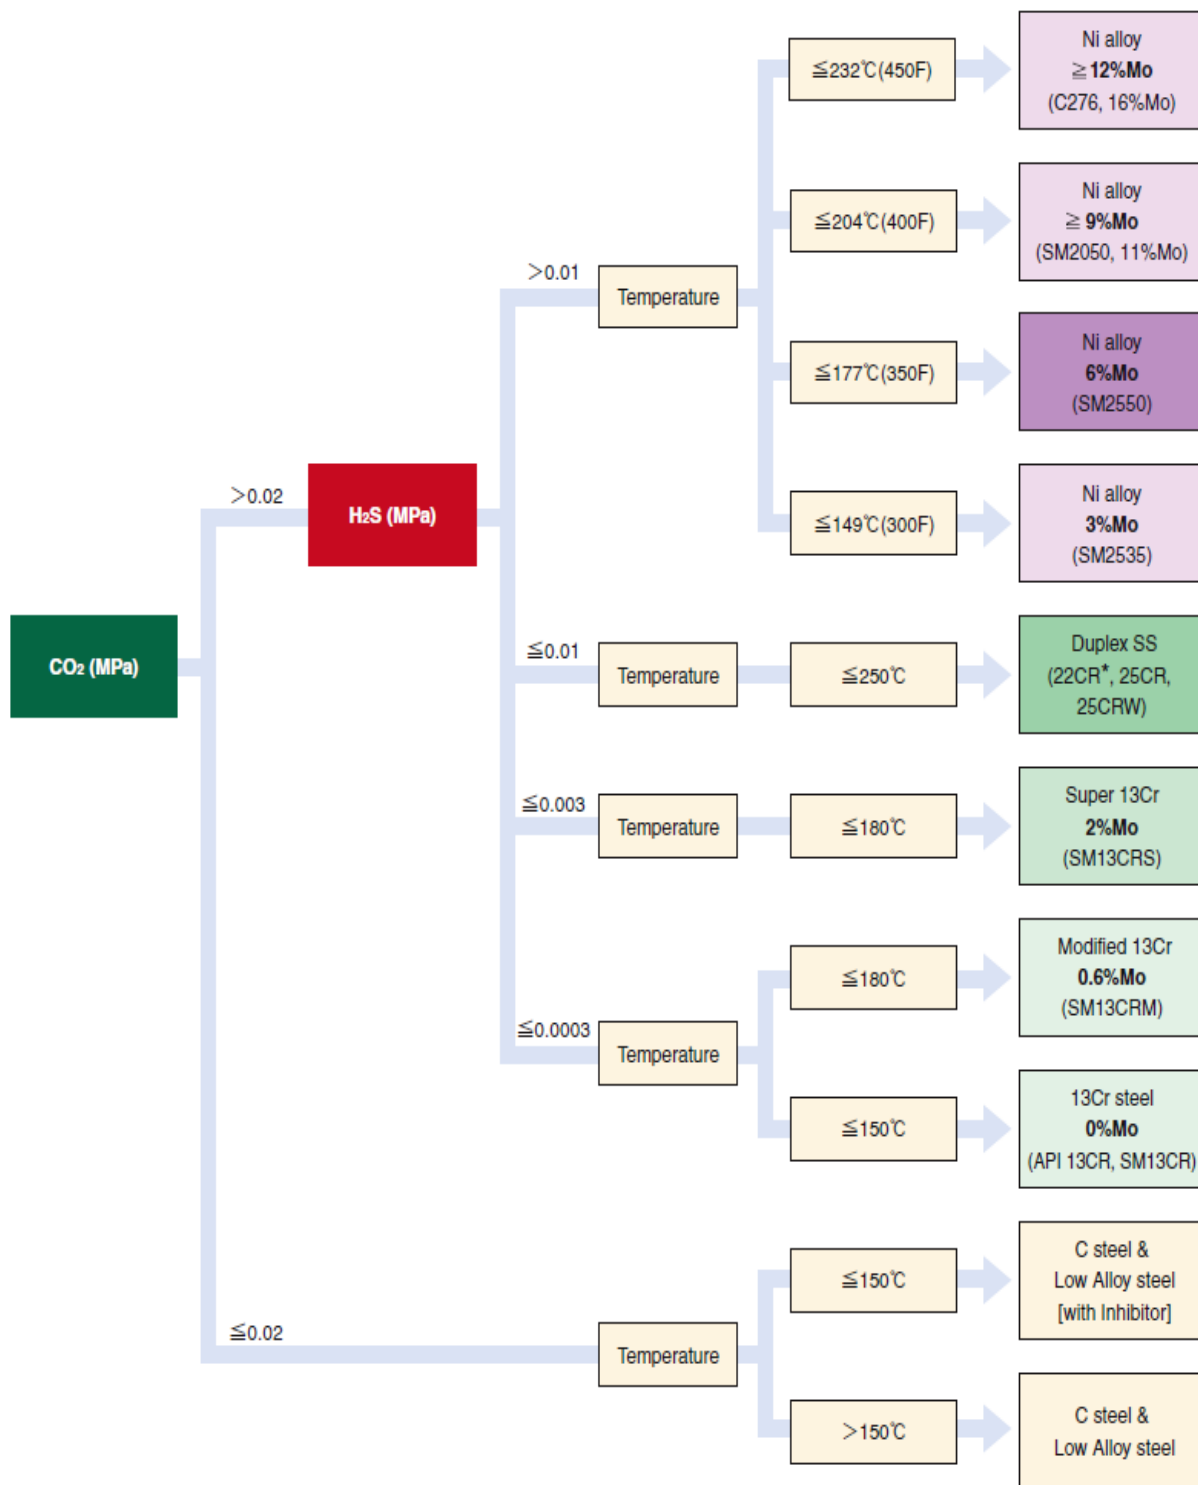 ≦232℃(450F)
Ni alloy
≧12%Mo
(C276, 16%Mo)
≦204℃(400F)
Ni alloy
≧ 9%Mo
(SM2050, 11%Mo)
>0.01
Temperature
≦177℃(350F)
Ni alloy
6%Mo
(SM2550)
>0.02
H2S (MPa)
≦149℃(300F)
Ni alloy
3%Mo
(SM2535)
CO2 (MPa)
≦0.01
Temperature
≦250℃
Duplex SS
(22CR*, 25CR,
25CRW)
≦0.003
Temperature
≦180℃
Super 13Cr
2%Mo
(SM13CRS)
≦180℃
Modified 13Cr
0.6%Mo
(SM13CRM)
≦0.0003
Temperature
≦150℃
13Cr steel
0%Mo
(API 13CR, SM13CR)
≦150℃
C steel &
Low Alloy steel
[with Inhibitor]
≦0.02
Temperature
>150℃
C steel &
Low Alloy steel